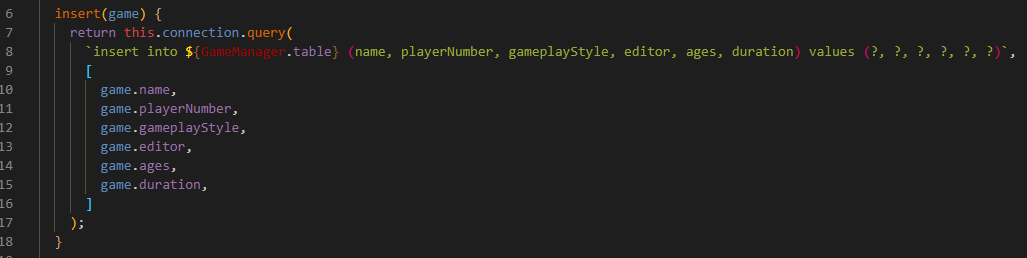 6 insert(game) {
7 return this.connection.query(
8 `insert into ${GameManager.table} (name, playerNumber, gameplayStyle, editor, ages, duration) values (?, ?, ?, ?, ?, ?)`,
9 [
10 game.name,
11 game.playerNumber,
12 game.gameplayStyle,
13 game.editor,
14 game.ages,
15 game.duration,
16 ]
17 );
18 }